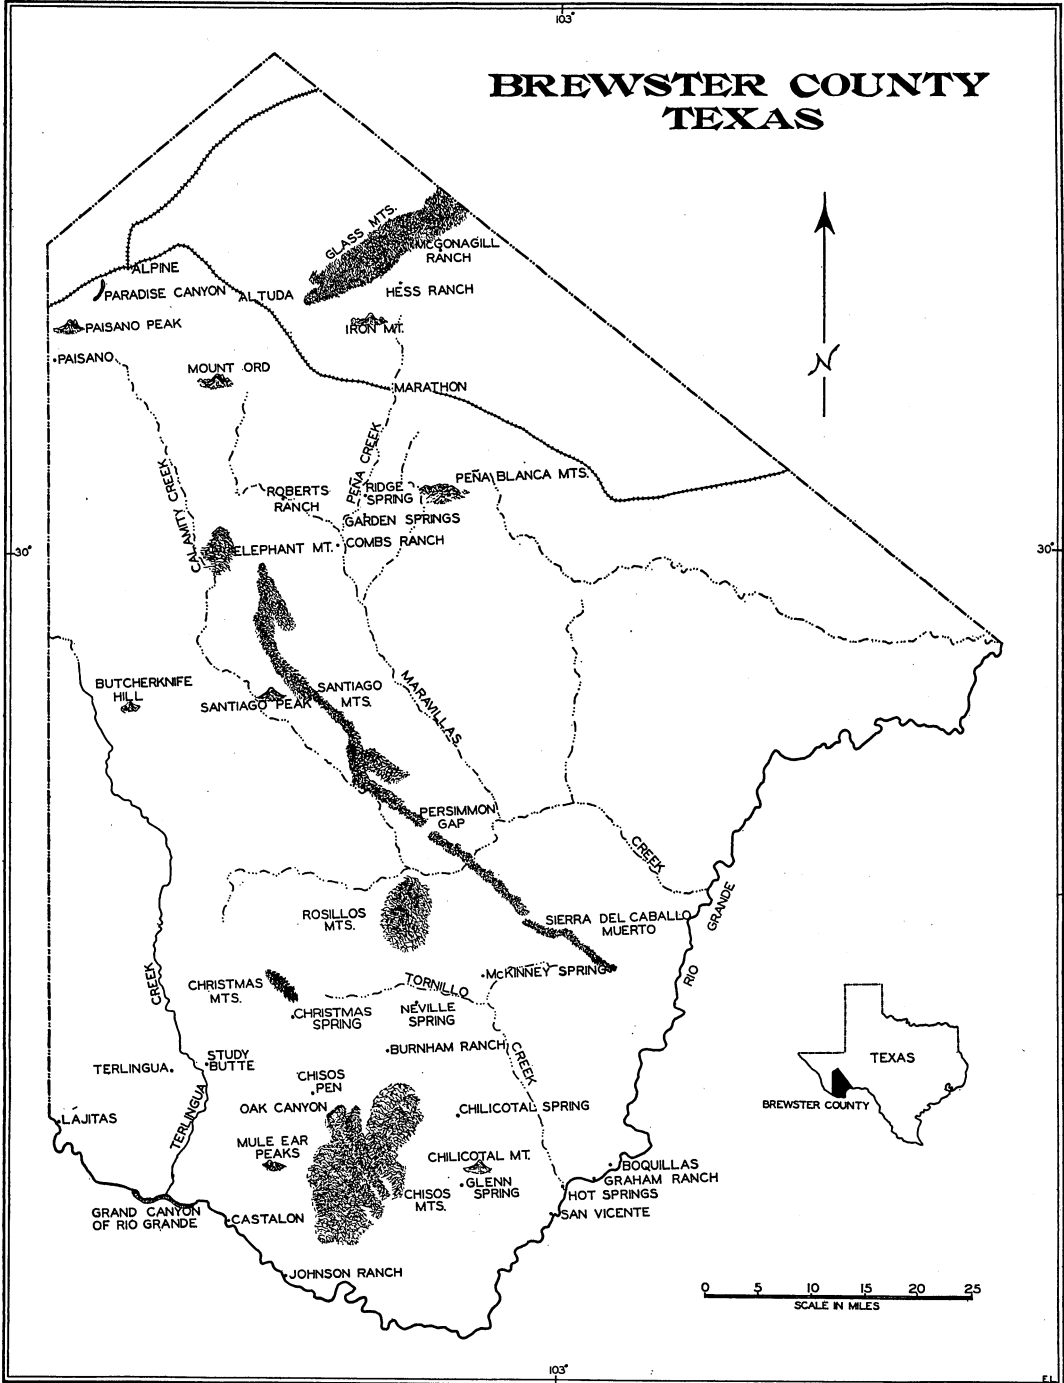 103°
BREWSTER COUNTY
TEXAS
GLASS MTS.
McGONAGILL
RANCH
ALPINE
PARADISE CANYON
ALTUDA
HESS RANCH
PAISANO PEAK
IRON MT.
PAISANO
MOUNT ORD
N
MARATHON
CALAMITY CREEK
PEÑA CREEK
PEÑA BLANCA MTS.
ROBERTS
RANCH
RIDGE
SPRING
GARDEN SPRINGS
COMBS RANCH
ELEPHANT MT.
30°
30°
BUTCHERKNIFE
HILL
SANTIAGO
MTS.
SANTIAGO PEAK
MARAVILLAS
PERSIMMON
GAP
CREEK
ROSILLOS
MTS.
SIERRA DEL CABALLO
MUERTO
RIO
GRANDE
CHRISTMAS
MTS.
McKINNEY SPRING
TORNILLO
CREEK
CHRISTMAS
SPRING
NEVILLE
SPRING
BURNHAM RANCH
CREEK
TERLINGUA
STUDY
BUTTE
CHISOS
PEN
TEXAS
BREWSTER COUNTY
LAJITAS
TERLINGUA
OAK CANYON
CHILICOTAL SPRING
MULE EAR
PEAKS
CHILICOTAL MT.
GLENN
SPRING
CHISOS
MTS.
BOQUILLAS
GRAHAM RANCH
HOT SPRINGS
SAN VICENTE
GRAND CANYON
OF RIO GRANDE
CASTALON
JOHNSON RANCH
0 5 10 15 20 25
SCALE IN MILES
103°
E.L.